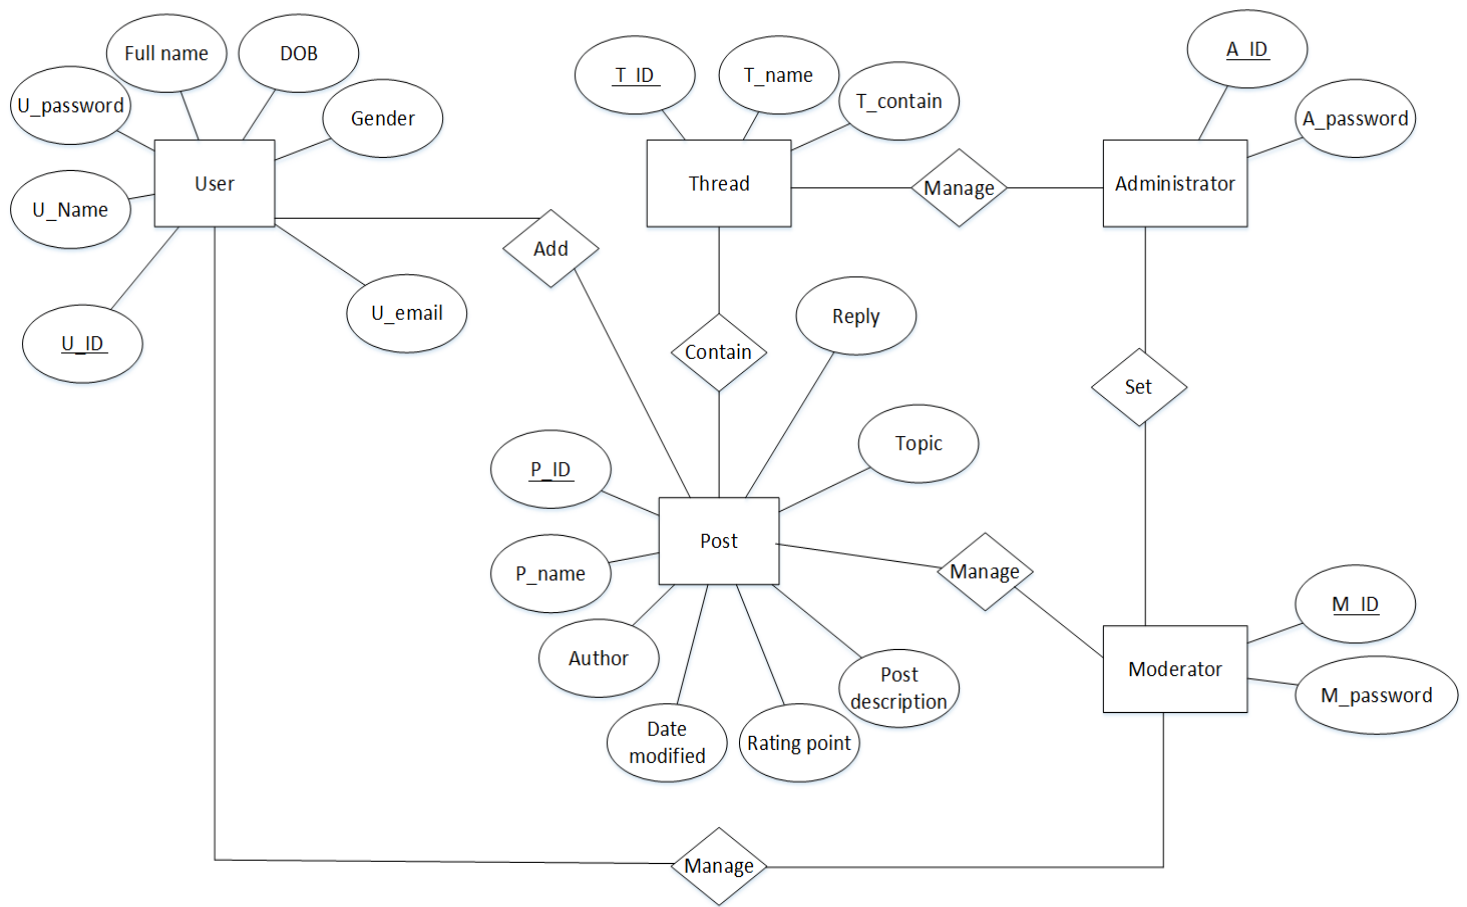 A_ID
Full name
DOB
T_ID
T_name
T_contain
U_password
Gender
A_password
User
Thread
Manage
Administrator
U_Name
Add
U_email
Reply
U_ID
Contain
Set
Topic
P_ID
Post
P_name
Manage
M_ID
Author
Moderator
Post
description
M_password
Date
modified
Rating point
Manage